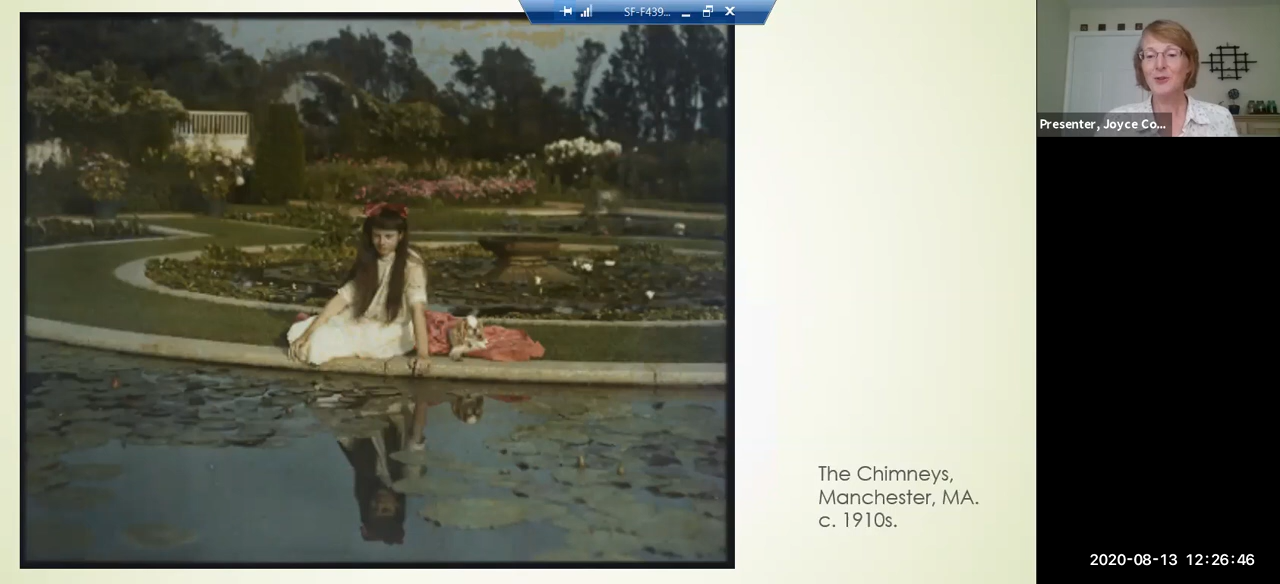 SF-F439...
Presenter, Joyce Co...
The Chimneys,
Manchester, MA.
c. 1910s.
2020-08-13 12:26:46